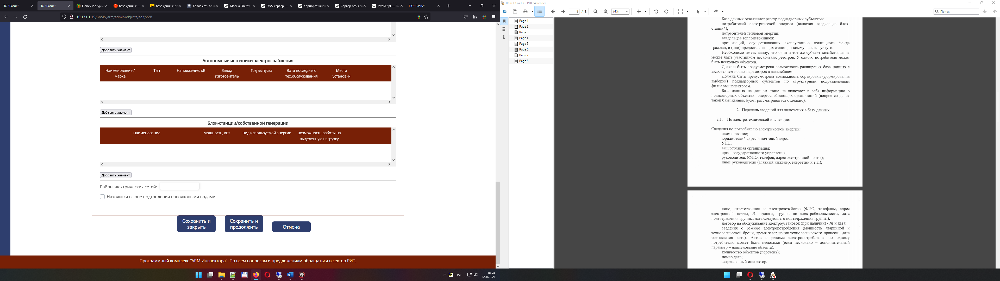 ПО "Базис"
ПО "Базис"
Поиск юридиче
база данных —
база данных pn
Какие есть onlin
Mozilla Firefox —
DNS-сервер —
Корпоративная
Сервер базы да
JavaScript — Ви
ПО "Базис"
10.171.1.15/BASIS_arm/admin/objects/edit/228
Добавить элемент
Автономные источники электроснабжения
Наименование / марка
Тип
Напряжение, кВ
Завод изготовитель
Год выпуска
Дата последнего тех.обслуживания
Место установки
Добавить элемент
Блок-станции/собственной генерации
Наименование
Мощность, кВт
Вид используемой энергии
Возможность работы на выделенную нагрузку
Добавить элемент
Район электрических сетей:
Находится в зоне подтопления паводковыми водами
Сохранить и закрыть
Сохранить и продолжить
Отмена
Программный комплекс "АРМ Инспектора". По всем вопросам и предложениям обращаться в сектор РИТ.
РУС
15:08
12.11.2021
03-6 ТЗ от ГУ - PDF24 Reader
3 / 8
74%
Поиск
Page 1
Page 2
Page 3
Page 4
Page 5
Page 6
Page 7
Page 8
База данных охватывает реестр поднадзорных субъектов:
потребителей электрической энергии (включая владельцев блок-
станций);
потребителей тепловой энергии;
владельцев теплоисточников;
организаций, осуществляющих эксплуатацию жилищного фонда
граждан, и (или) предоставляющих жилищно-коммунальные услуги.
Необходимо иметь ввиду, что один и тот же субъект хозяйствования
может быть участником нескольких реестров. У одного потребителя может
быть несколько объектов.
Должна быть предусмотрена возможность расширения базы данных с
включением новых параметров в дальнейшем.
Должна быть предусмотрена возможность сортировки (формирования
выборки) поднадзорных субъектов по структурным подразделениям
филиала/инспекторам.
База данных на данном этапе не включает в себя информацию о
поднадзорных объектах энергоснабжающих организаций (вопрос создания
такой базы данных будет рассматриваться отдельно).
2. Перечень сведений для включения в базу данных
2.1. По электротехнической инспекции:
Сведения по потребителю электрической энергии:
наименование;
юридический адрес и почтовый адрес;
УНП;
вышестоящая организация;
орган государственного управления;
руководитель (ФИО, телефон, адрес электронной почты);
иные руководители (главный инженер, энергетик и т.д.);
лицо, ответственное за электрохозяйство (ФИО, телефоны, адрес
электронной почты, № приказа, группа по электробезопасности, дата
подтверждения группы, дата следующего подтверждения группы);
договор на обслуживание электроустановок (при наличии) - № и дата;
сведения о режиме электропотребления (мощность аварийной и
технологической брони, время завершения технологического процесса, дата
составления акта). Актов о режиме электропотребления по одному
потребителю может быть несколько (если несколько – дополнительный
параметр – наименование объекта);
количество объектов (перечень);
номер дела;
закрепленный инспектор.